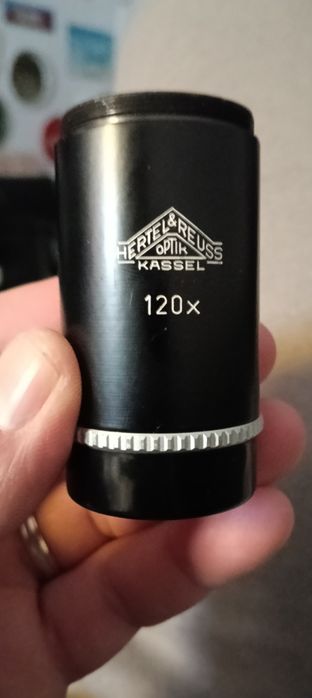 HERTEL & REUSS
OPTIK
KASSEL
120x